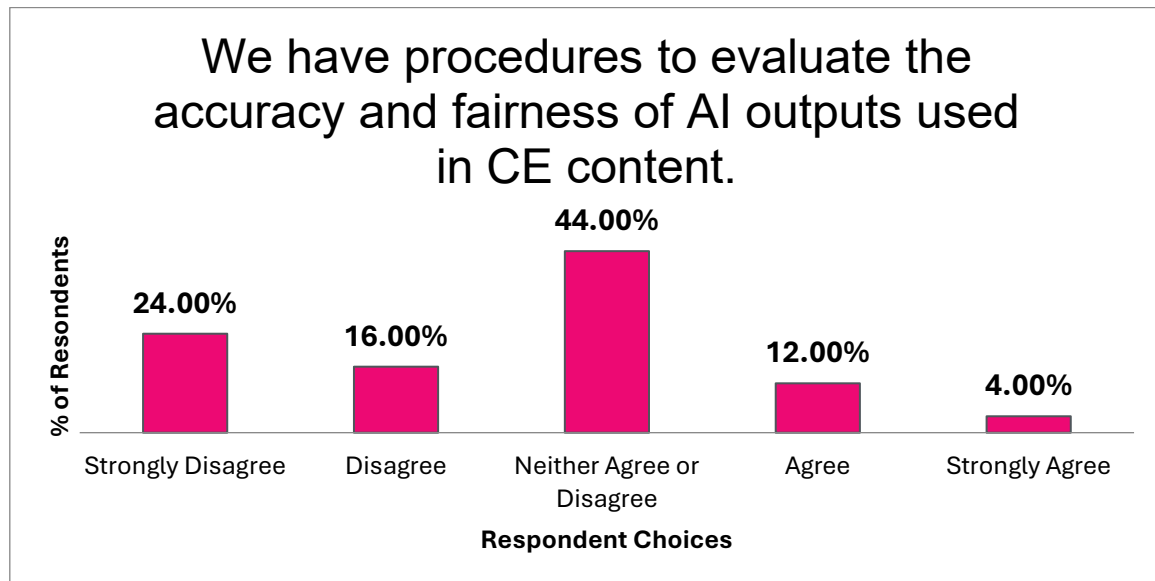 We have procedures to evaluate the
accuracy and fairness of AI outputs used
in CE content.
% of Resondents
24.00%
16.00%
44.00%
12.00%
4.00%
Strongly Disagree
Disagree
Neither Agree or
Disagree
Agree
Strongly Agree
Respondent Choices